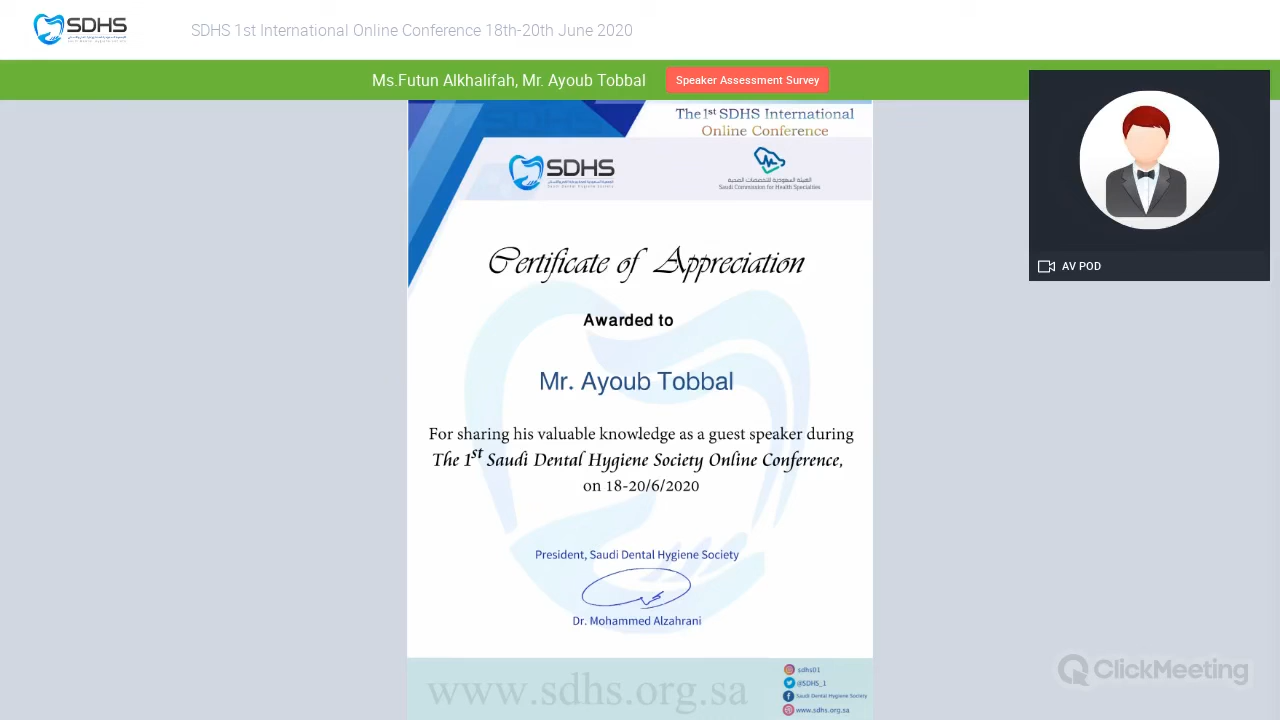 SDHS
SDHS 1st International Online Conference 18th-20th June 2020
Ms.Futun Alkhalifah, Mr. Ayoub Tobbal
Speaker Assessment Survey
The 1st SDHS International
Online Conference
SDHS
Saudi Dental Hygiene Society
الهيئة السعودية للتخصصات الصحية
Saudi Commission for Health Specialties
AV POD
Certificate of Appreciation
Awarded to
Mr. Ayoub Tobbal
For sharing his valuable knowledge as a guest speaker during
The 1st Saudi Dental Hygiene Society Online Conference,
on 18-20/6/2020
President, Saudi Dental Hygiene Society
Dr. Mohammed Alzahrani
www.sdhs.org.sa
sdhs01
@SDHS_1
Saudi Dental Hygiene Society
www.sdhs.org.sa
ClickMeeting